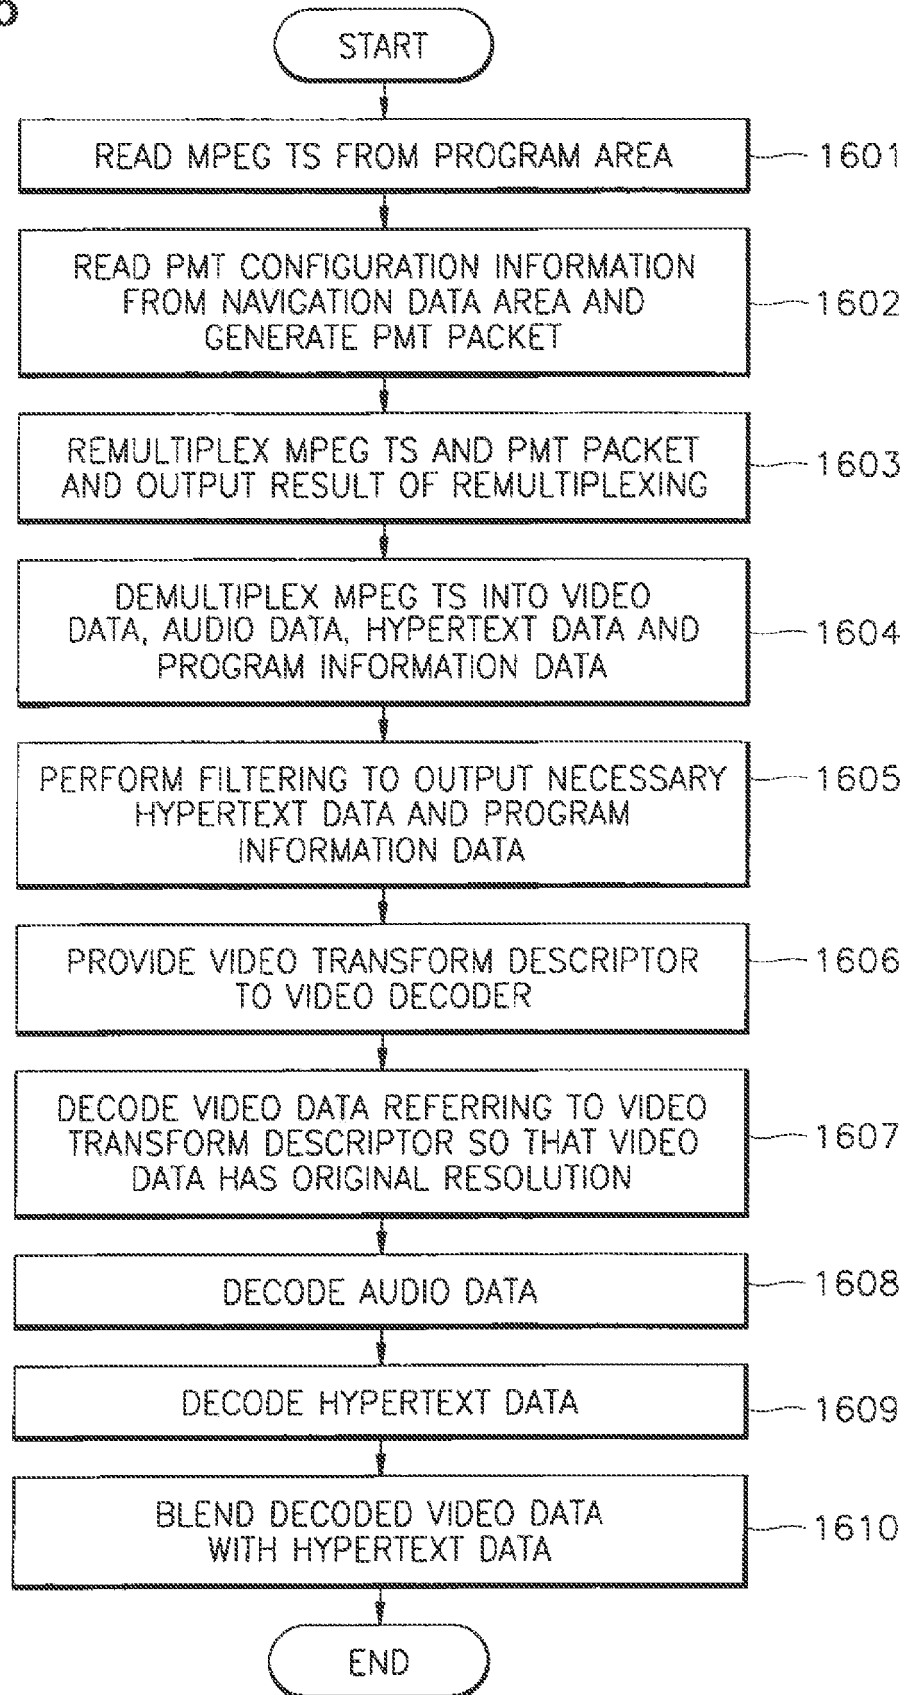 START
READ MPEG TS FROM PROGRAM AREA
1601
READ PMT CONFIGURATION INFORMATION
FROM NAVIGATION DATA AREA AND
GENERATE PMT PACKET
1602
REMULTIPLEX MPEG TS AND PMT PACKET
AND OUTPUT RESULT OF REMULTIPLEXING
1603
DEMULTIPLEX MPEG TS INTO VIDEO
DATA, AUDIO DATA, HYPERTEXT DATA AND
PROGRAM INFORMATION DATA
1604
PERFORM FILTERING TO OUTPUT NECESSARY
HYPERTEXT DATA AND PROGRAM
INFORMATION DATA
1605
PROVIDE VIDEO TRANSFORM DESCRIPTOR
TO VIDEO DECODER
1606
DECODE VIDEO DATA REFERRING TO VIDEO
TRANSFORM DESCRIPTOR SO THAT VIDEO
DATA HAS ORIGINAL RESOLUTION
1607
DECODE AUDIO DATA
1608
DECODE HYPERTEXT DATA
1609
BLEND DECODED VIDEO DATA
WITH HYPERTEXT DATA
1610
END